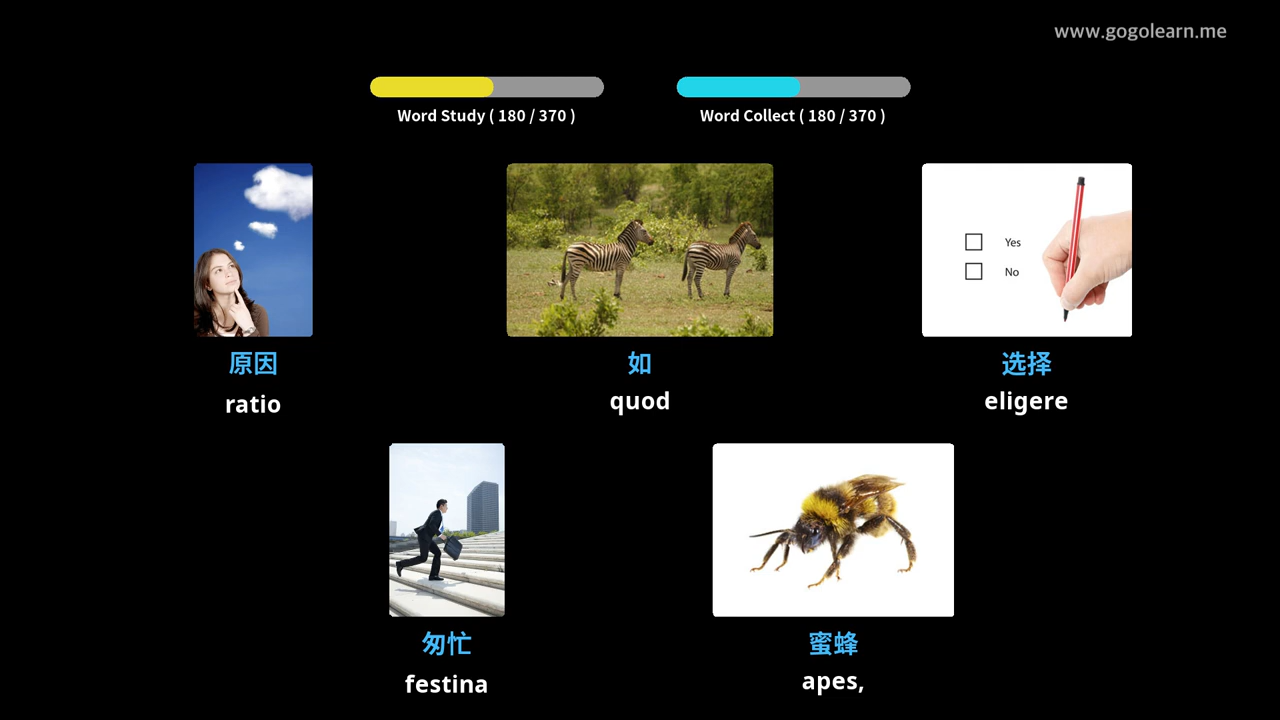 www.gogolearn.me
Word Study ( 180 / 370 )
Word Collect ( 180 / 370 )
Yes
No
原因
如
选择
ratio
quod
eligere
匆忙
蜜蜂
festina
apes,